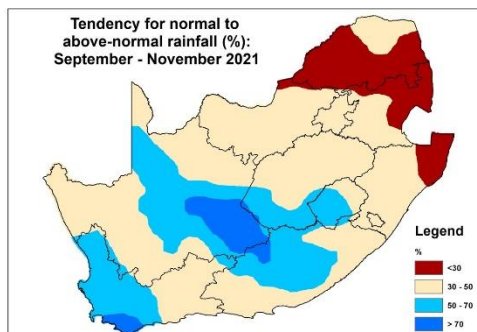 Tendency for normal to
above-normal rainfall (%):
September - November 2021
Legend
%
<30
30 - 50
50 - 70
> 70